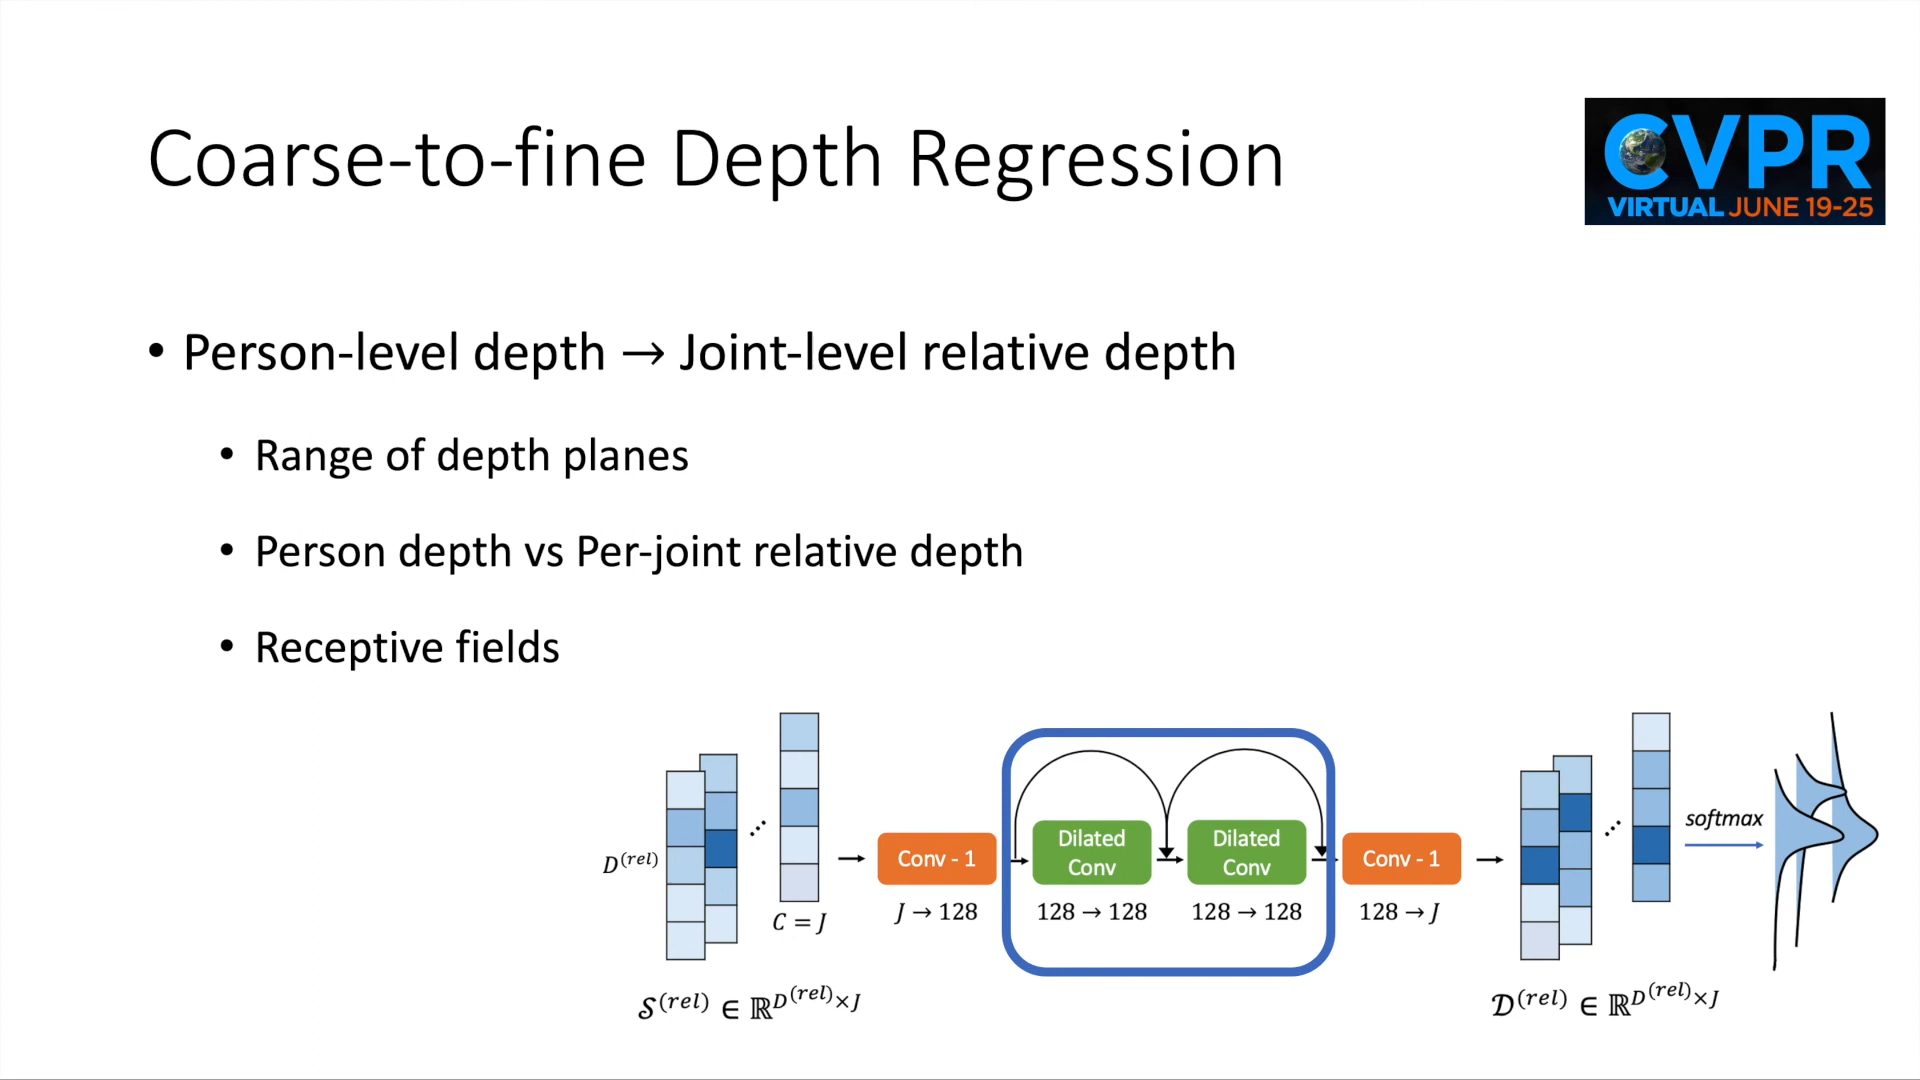 Coarse-to-fine Depth Regression
CVPR
VIRTUAL JUNE 19-25
• Person-level depth → Joint-level relative depth
• Range of depth planes
• Person depth vs Per-joint relative depth
• Receptive fields
D^(rel)
C = J
Conv - 1
J → 128
Dilated
Conv
128 → 128
Dilated
Conv
128 → 128
Conv - 1
128 → J
softmax
𝒮^(rel) ∈ ℝ^D^(rel)×J
𝒟^(rel) ∈ ℝ^D^(rel)×J